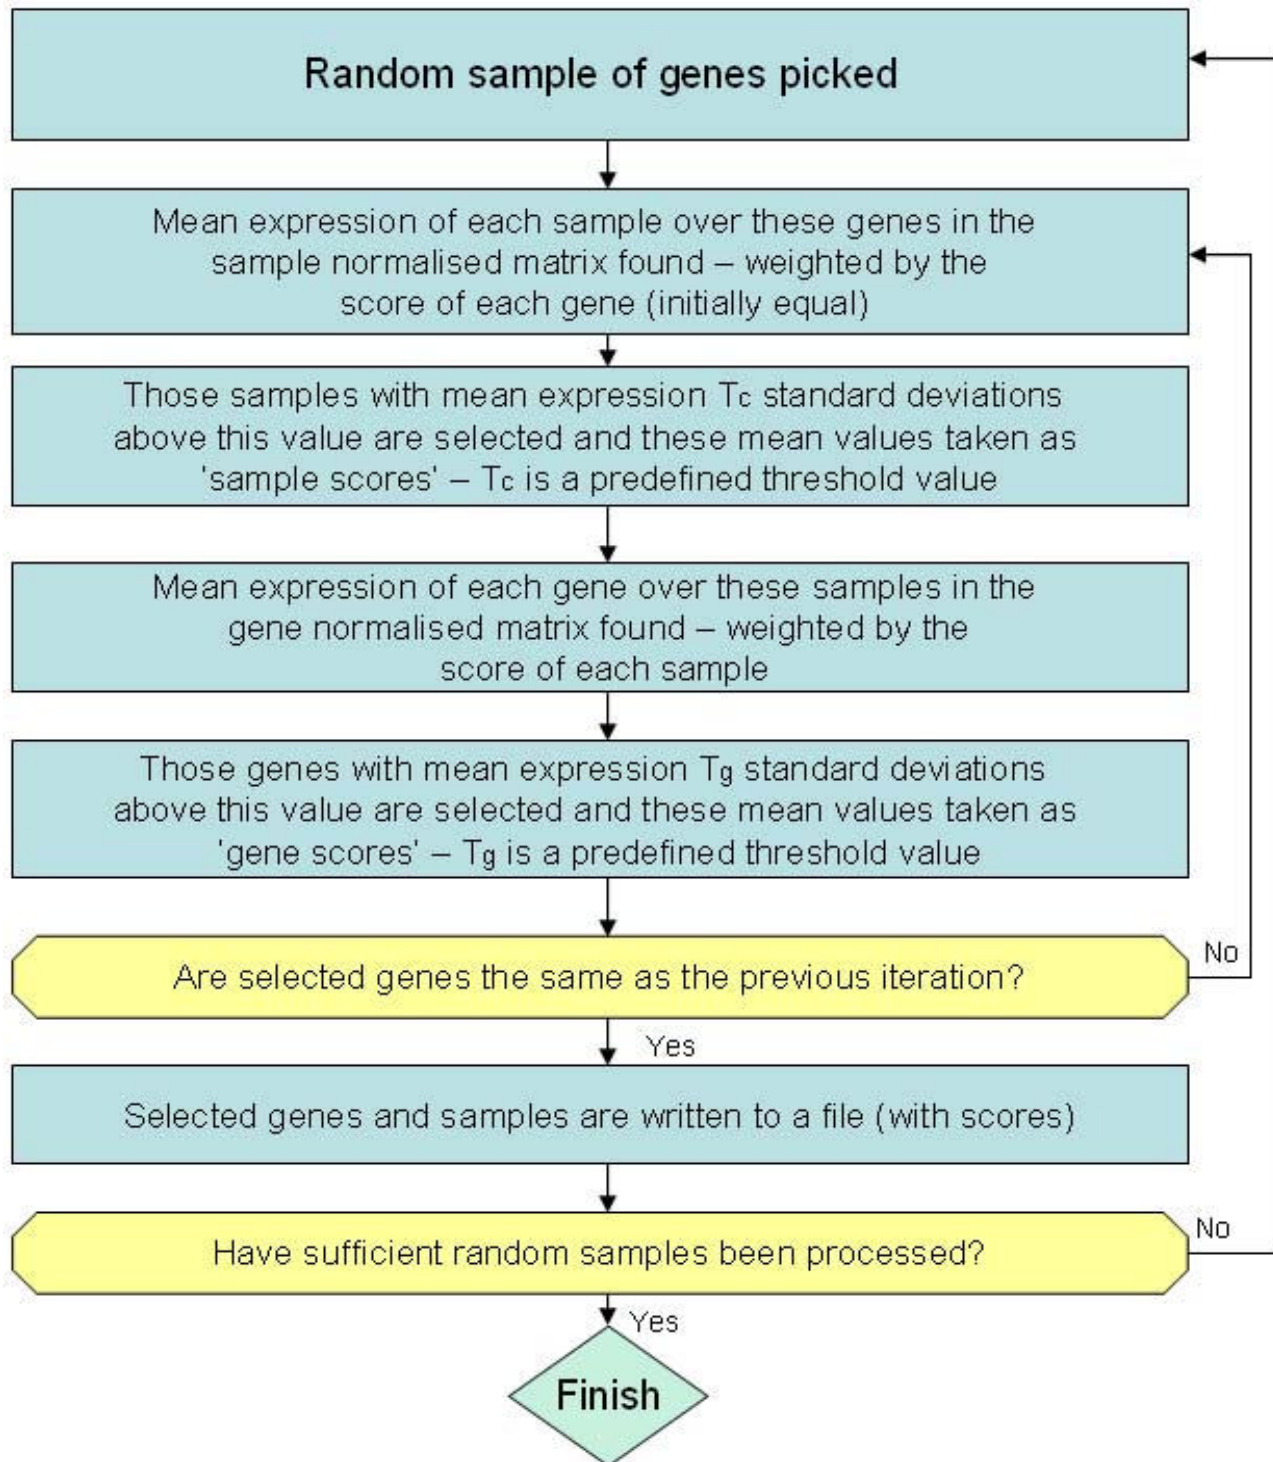 Random sample of genes picked
Mean expression of each sample over these genes in the
sample normalised matrix found – weighted by the
score of each gene (initially equal)
Those samples with mean expression Tc standard deviations
above this value are selected and these mean values taken as
'sample scores' – Tc is a predefined threshold value
Mean expression of each gene over these samples in the
gene normalised matrix found – weighted by the
score of each sample
Those genes with mean expression Tg standard deviations
above this value are selected and these mean values taken as
'gene scores' – Tg is a predefined threshold value
Are selected genes the same as the previous iteration?
No
Yes
Selected genes and samples are written to a file (with scores)
Have sufficient random samples been processed?
No
Yes
Finish